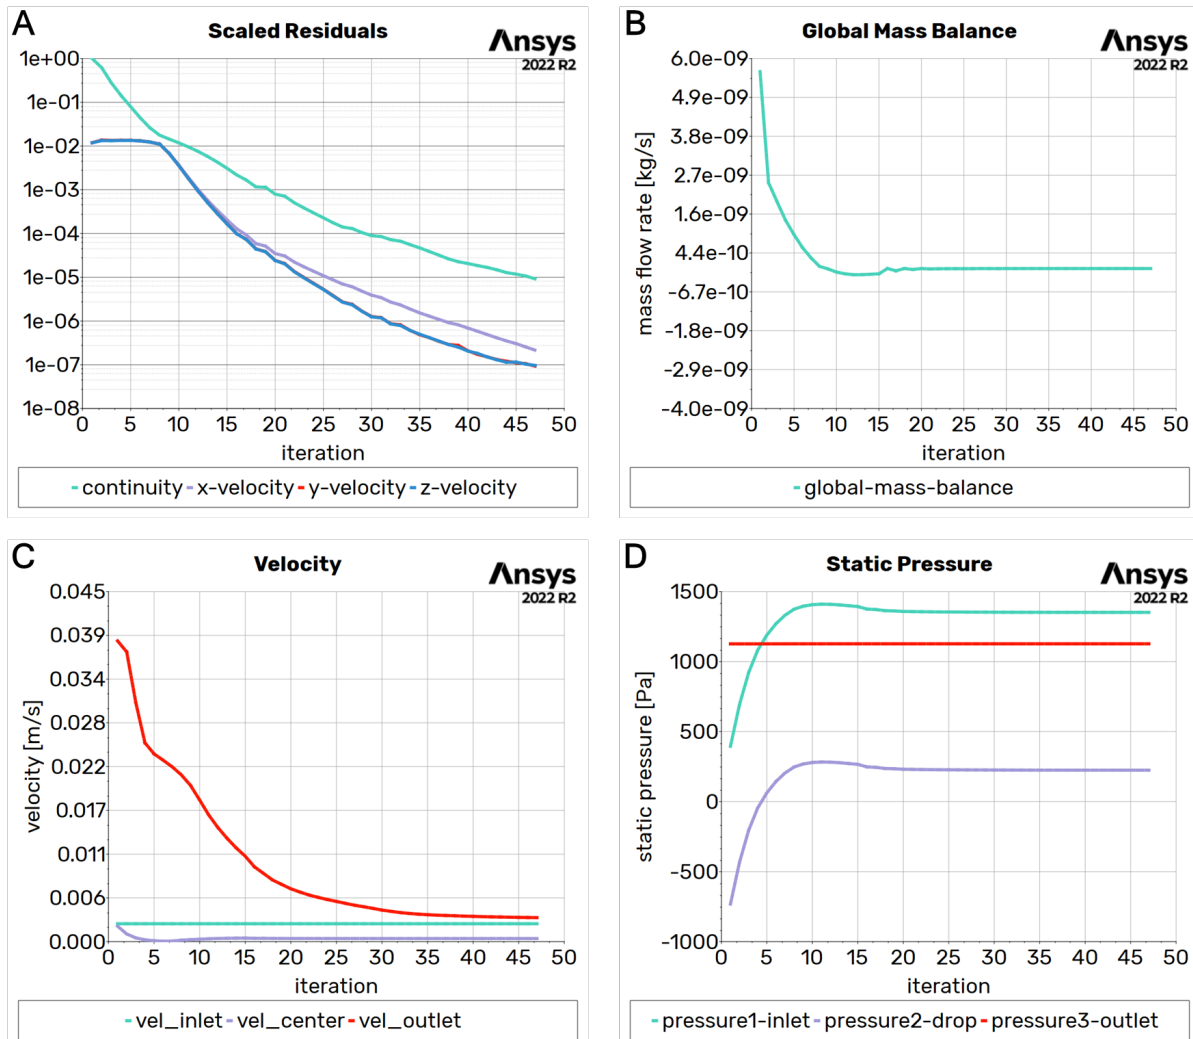 A
Scaled Residuals
Ansys
2022 R2
1e+00
1e-01
1e-02
1e-03
1e-04
1e-05
1e-06
1e-07
1e-08
0 5 10 15 20 25 30 35 40 45 50
iteration
continuity x-velocity y-velocity z-velocity
B
Global Mass Balance
Ansys
2022 R2
mass flow rate [kg/s]
6.0e-09
4.9e-09
3.8e-09
2.7e-09
1.6e-09
4.4e-10
-6.7e-10
-1.8e-09
-2.9e-09
-4.0e-09
0 5 10 15 20 25 30 35 40 45 50
iteration
global-mass-balance
C
Velocity
Ansys
2022 R2
velocity [m/s]
0.045
0.039
0.034
0.028
0.022
0.017
0.011
0.006
0.000
0 5 10 15 20 25 30 35 40 45 50
iteration
vel_inlet vel_center vel_outlet
D
Static Pressure
Ansys
2022 R2
static pressure [Pa]
1500
1000
500
0
-500
-1000
0 5 10 15 20 25 30 35 40 45 50
iteration
pressure1-inlet pressure2-drop pressure3-outlet